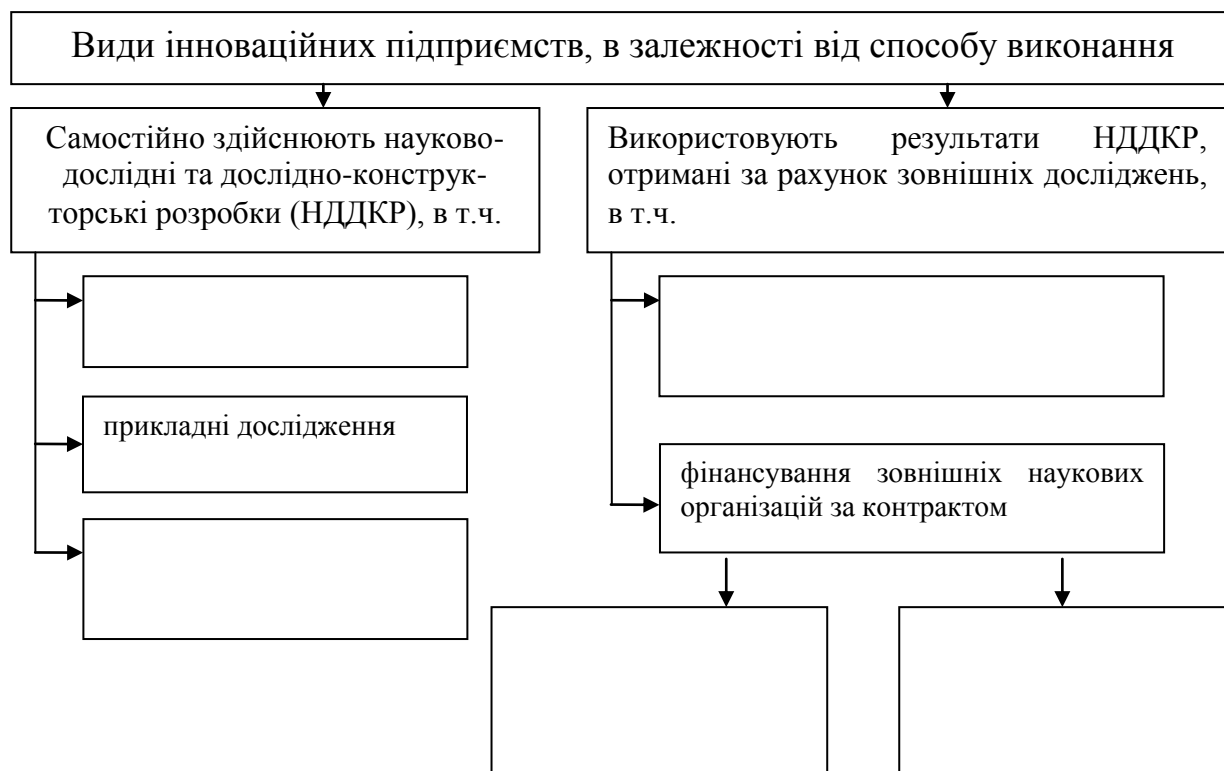 Види інноваційних підприємств, в залежності від способу виконання
Самостійно здійснюють науково-
дослідні та дослідно-конструк-
торські розробки (НДДКР), в т.ч.
Використовують результати НДДКР,
отримані за рахунок зовнішніх досліджень,
в т.ч.
прикладні дослідження
фінансування зовнішніх наукових
організацій за контрактом